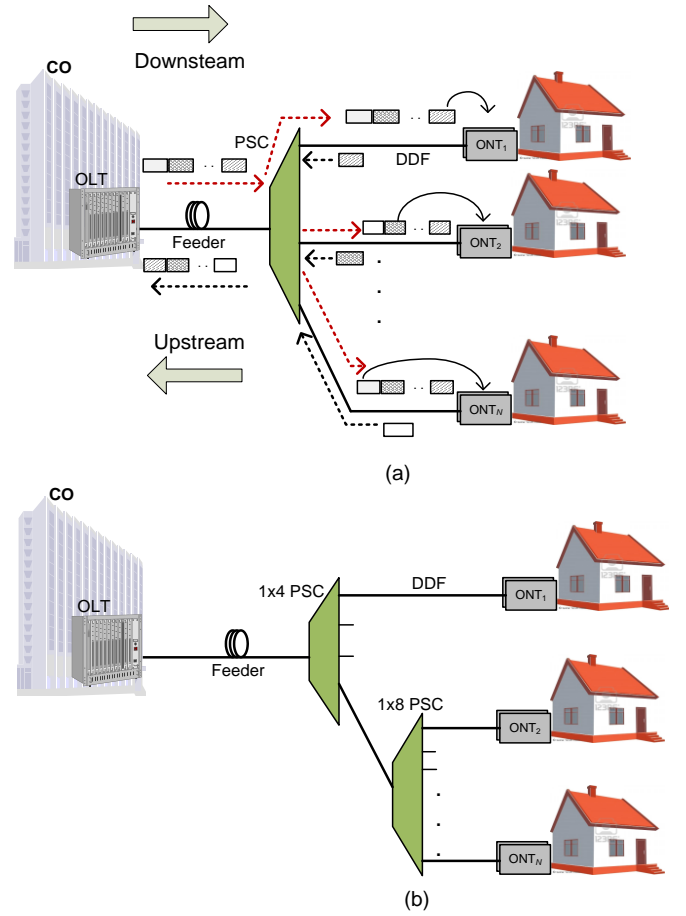 Downsteam
CO
PSC
OLT
DDF
ONT1
Feeder
ONT2
Upstream
ONTN
(a)
CO
1x4 PSC
DDF
OLT
ONT1
Feeder
1x8 PSC
ONT2
ONTN
(b)